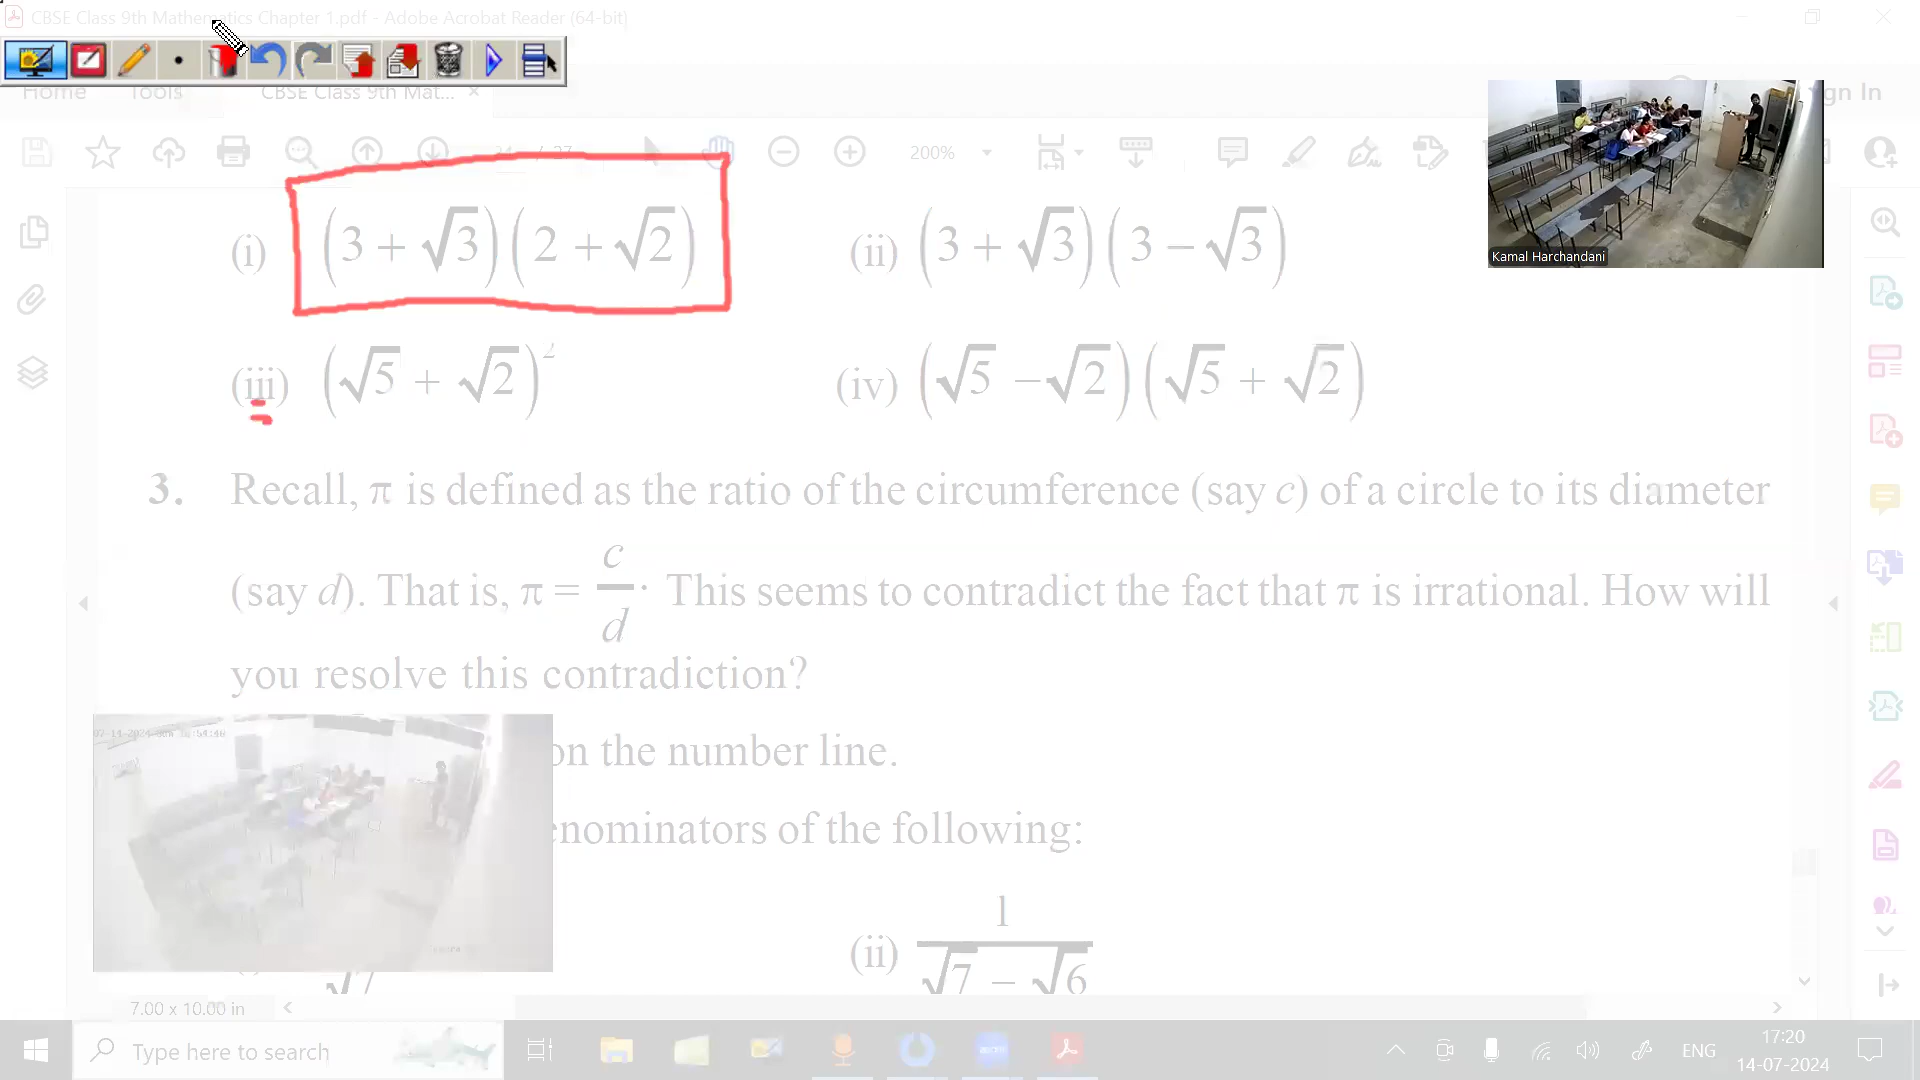 CBSE Class 9th Mathematics Chapter 1.pdf - Adobe Acrobat Reader (64-bit)
Home Tools CBSE Class 9th Mat... × Sign In
/ 27 200%
(i) (3 + √3)(2 + √2) (ii) (3 + √3)(3 − √3)
Kamal Harchandani
(iii) (√5 + √2)² (iv) (√5 − √2)(√5 + √2)
3. Recall, π is defined as the ratio of the circumference (say c) of a circle to its diameter
(say d). That is, π = c/d. This seems to contradict the fact that π is irrational. How will
you resolve this contradiction?
on the number line.
enominators of the following:
(ii) 1/(√7 − √6)
√7
7.00 x 10.00 in
Type here to search
ENG 17:20
14-07-2024